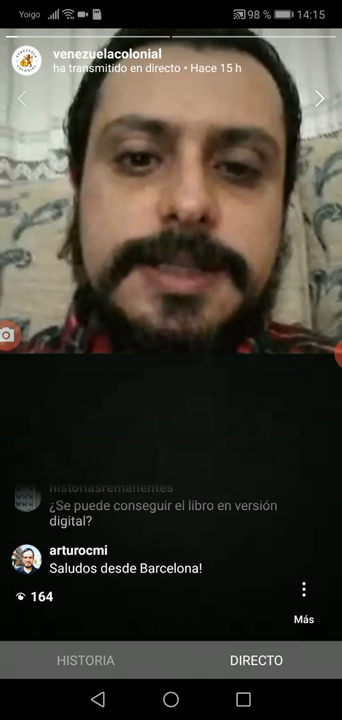 Yoigo 98 % 14:15
venezuelacolonial
ha transmitido en directo • Hace 15 h
historiasremanentes
¿Se puede conseguir el libro en versión
digital?
arturocmi
Saludos desde Barcelona!
164
Más
HISTORIA DIRECTO